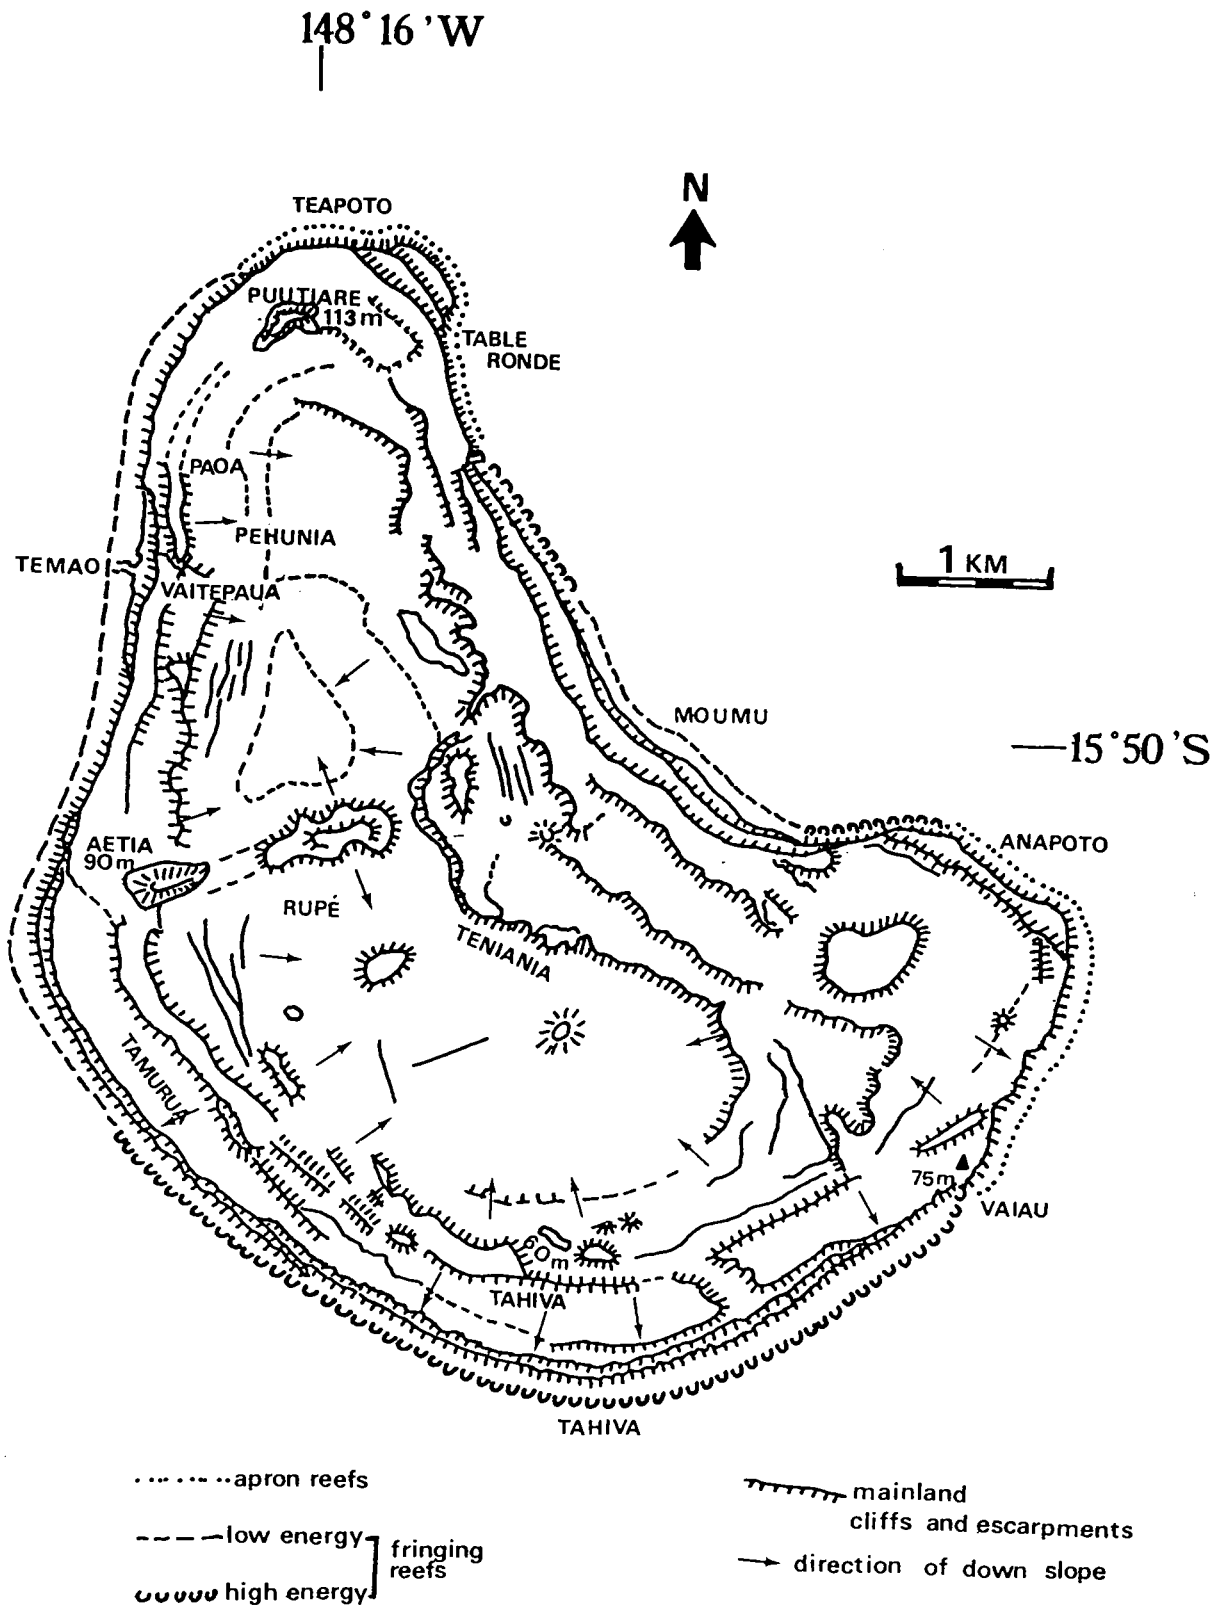 148° 16 'W
N
TEAPOTO
PUUTIARE
113m
TABLE
RONDE
PAOA
PEHUNIA
TEMAO
VAITEPAUA
1 KM
MOUMU
15° 50 'S
AETIA
90m
ANAPOTO
RUPÉ
TENIANIA
TAMURUA
75m
VAIAU
60m
TAHIVA
TAHIVA
apron reefs
low energy
high energy
fringing
reefs
mainland
cliffs and escarpments
direction of down slope